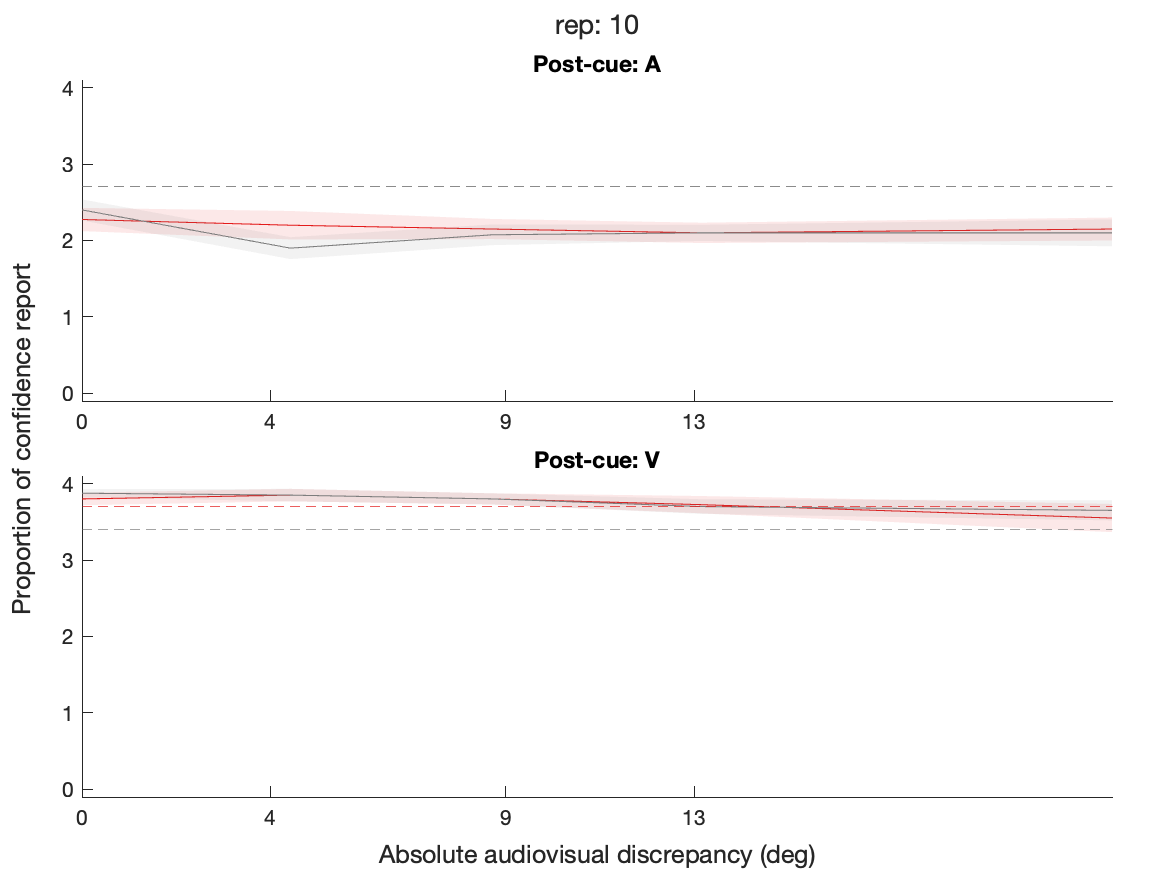 rep: 10
Post-cue: A
4
3
2
1
0
0 4 9 13
Proportion of confidence report
Post-cue: V
4
3
2
1
0
0 4 9 13
Absolute audiovisual discrepancy (deg)